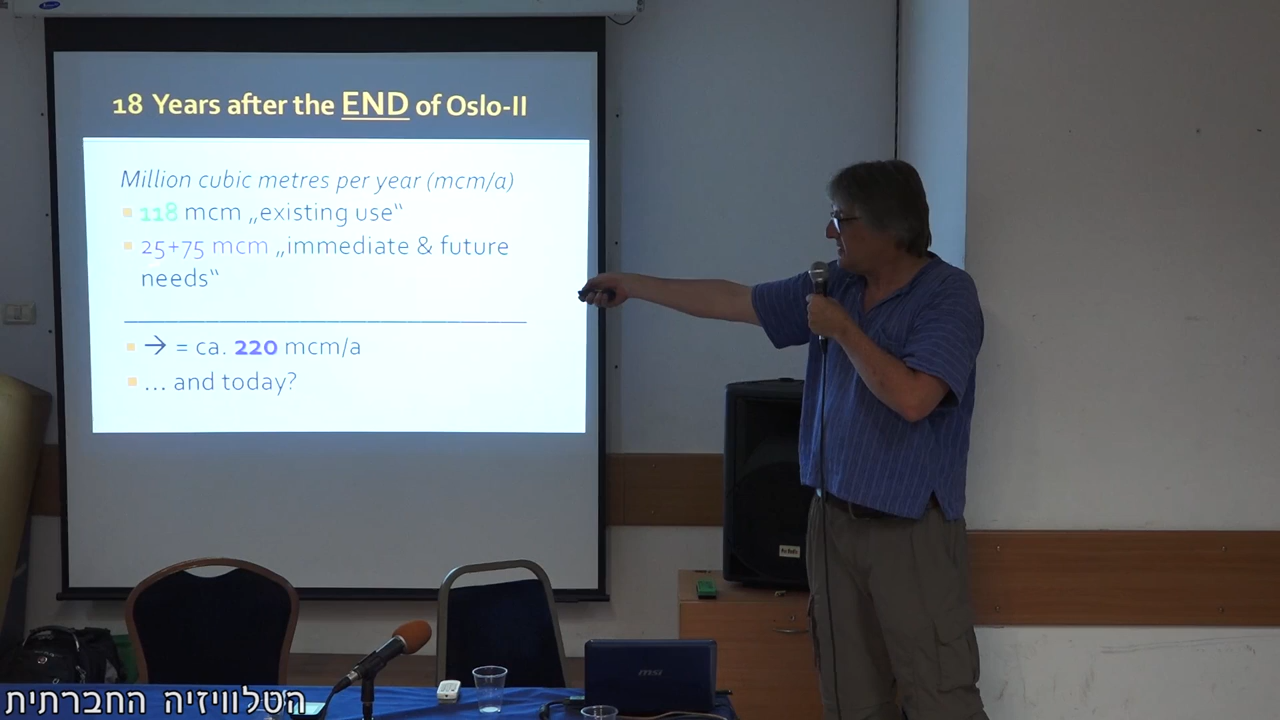 18 Years after the END of Oslo-II
Million cubic metres per year (mcm/a)
118 mcm „existing use“
25+75 mcm „immediate & future
needs“
→ = ca. 220 mcm/a
... and today?
msi
הטלוויזיה החברתית